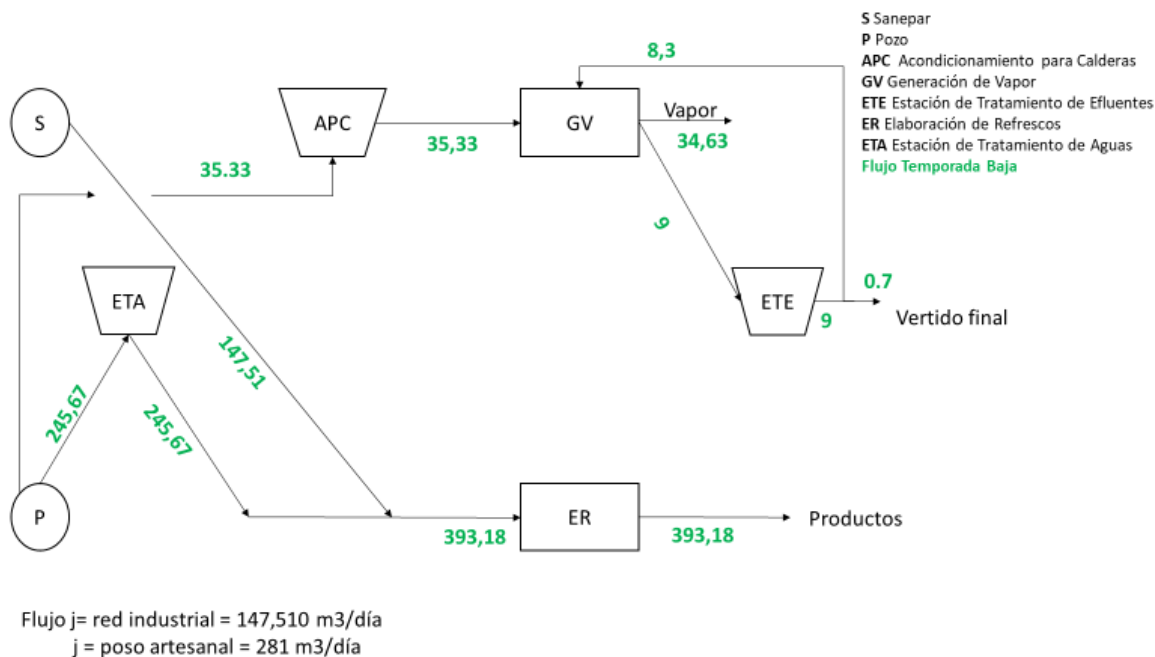 S Sanepar
P Pozo
APC Acondicionamiento para Calderas
GV Generación de Vapor
ETE Estación de Tratamiento de Efluentes
ER Elaboración de Refrescos
ETA Estación de Tratamiento de Aguas
Flujo Temporada Baja
8,3
S
APC
GV
Vapor
35,33
34,63
35.33
9
ETA
ETE
0.7
9
Vertido final
147,51
245,67
245,67
P
ER
Productos
393,18
393,18
Flujo j= red industrial = 147,510 m3/día
j = poso artesanal = 281 m3/día